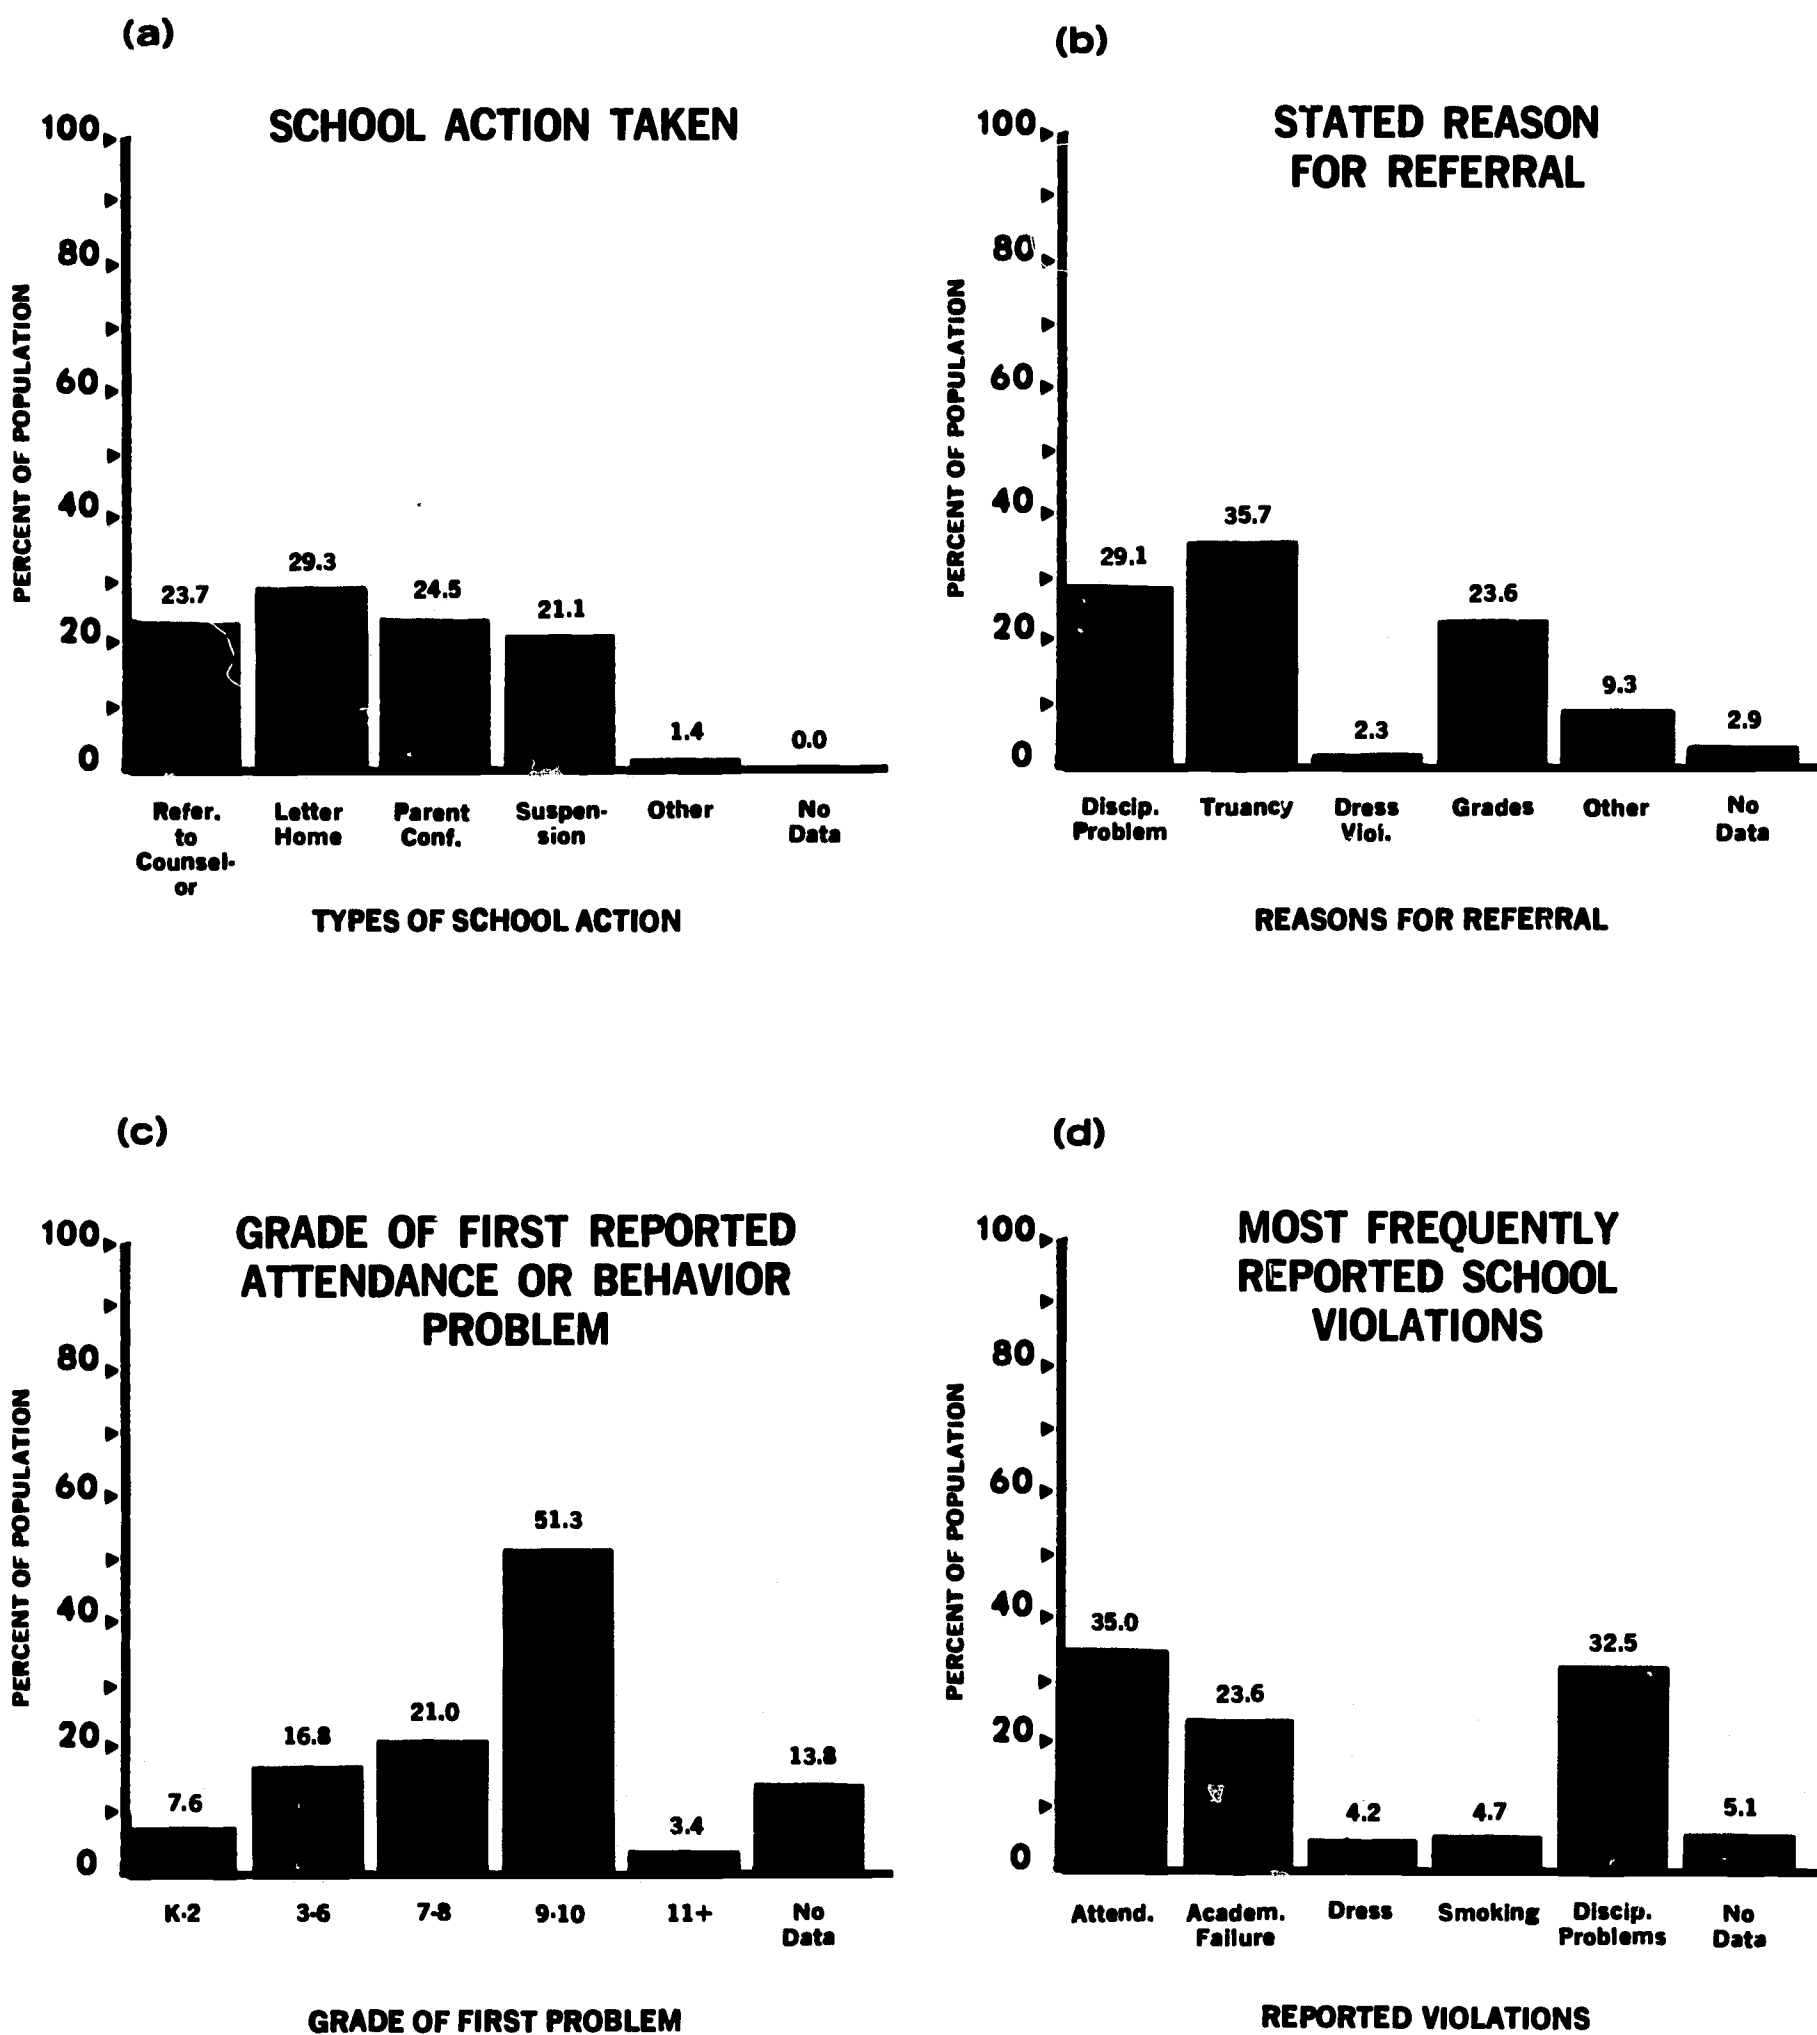 (a)
SCHOOL ACTION TAKEN
PERCENT OF POPULATION
100
80
60
40
20
0
23.7
29.3
24.5
21.1
1.4
0.0
Refer.
to
Counsel-
or
Letter
Home
Parent
Conf.
Suspen-
sion
Other
No
Data
TYPES OF SCHOOL ACTION
(b)
STATED REASON
FOR REFERRAL
PERCENT OF POPULATION
100
80
60
40
20
0
29.1
35.7
2.3
23.6
9.3
2.9
Discip.
Problem
Truancy
Dress
Viol.
Grades
Other
No
Data
REASONS FOR REFERRAL
(c)
GRADE OF FIRST REPORTED
ATTENDANCE OR BEHAVIOR
PROBLEM
PERCENT OF POPULATION
100
80
60
40
20
0
7.6
16.8
21.0
51.3
3.4
13.8
K-2
3-6
7-8
9-10
11+
No
Data
GRADE OF FIRST PROBLEM
(d)
MOST FREQUENTLY
REPORTED SCHOOL
VIOLATIONS
PERCENT OF POPULATION
100
80
60
40
20
0
35.0
23.6
4.2
4.7
32.5
5.1
Attend.
Academ.
Failure
Dress
Smoking
Discip.
Problems
No
Data
REPORTED VIOLATIONS